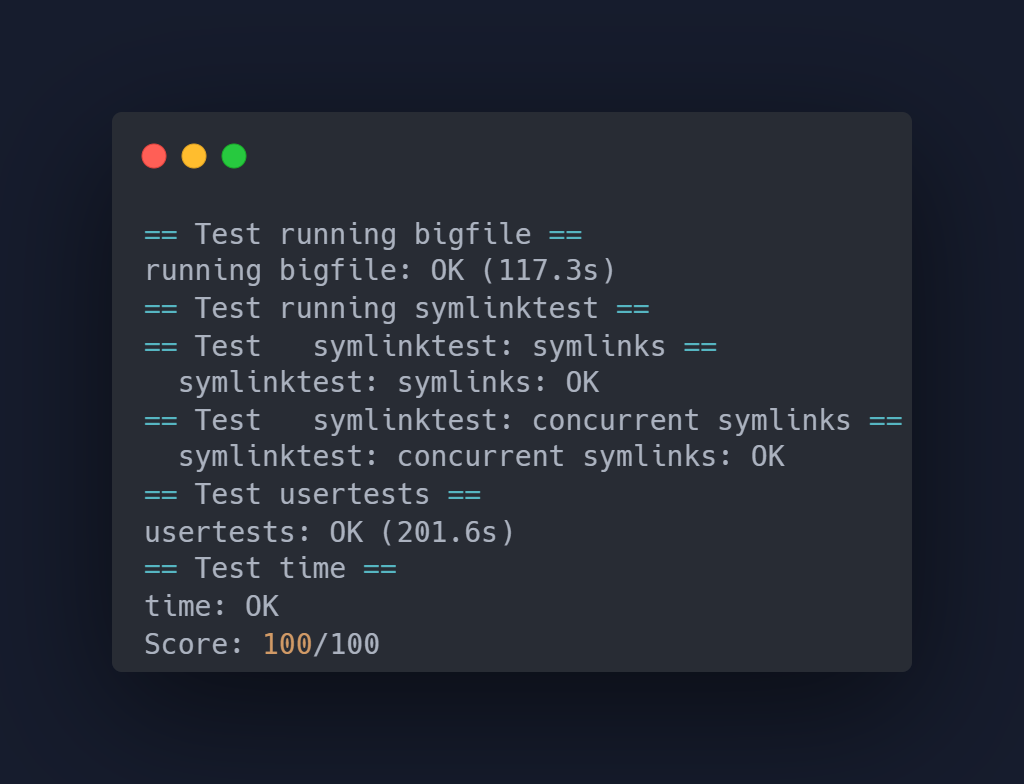 == Test running bigfile ==
running bigfile: OK (117.3s)
== Test running symlinktest ==
== Test   symlinktest: symlinks ==
  symlinktest: symlinks: OK
== Test   symlinktest: concurrent symlinks ==
  symlinktest: concurrent symlinks: OK
== Test usertests ==
usertests: OK (201.6s)
== Test time ==
time: OK
Score: 100/100